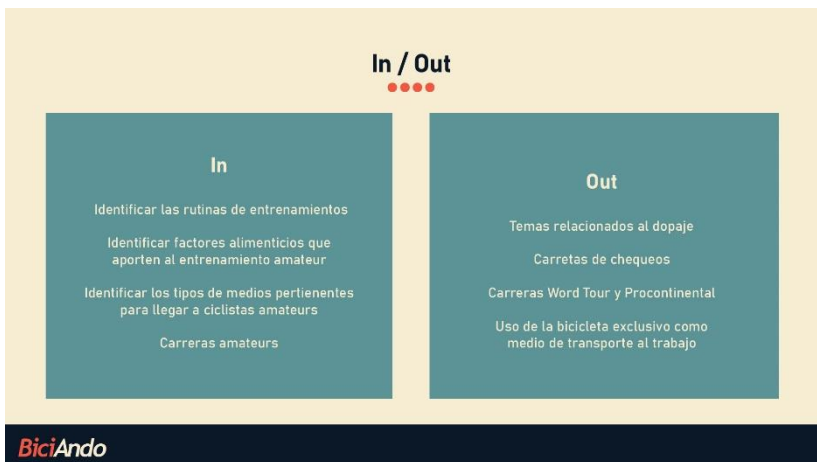 In / Out
In
Identificar las rutinas de entrenamientos
Identificar factores alimenticios que
aporten al entrenamiento amateur
Identificar los tipos de medios pertienentes
para llegar a ciclistas amateurs
Carreras amateurs
Out
Temas relacionados al dopaje
Carretas de chequeos
Carreras Word Tour y Procontinental
Uso de la bicicleta exclusivo como
medio de transporte al trabajo
BiciAndo